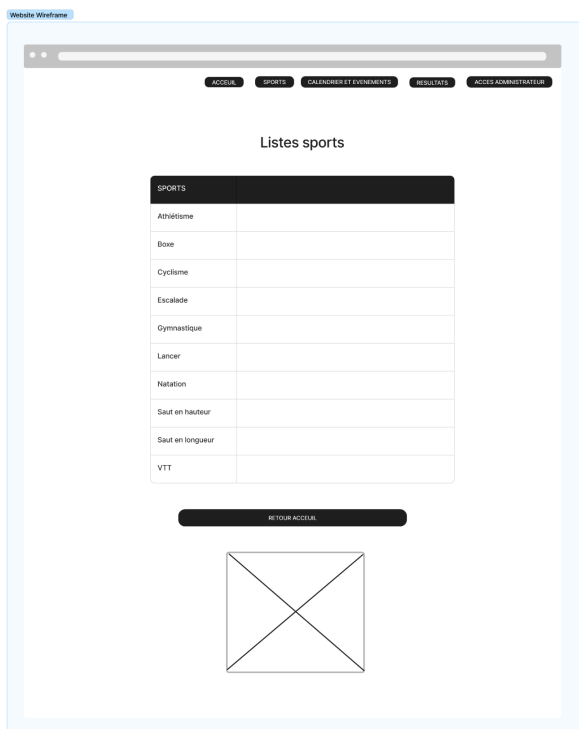 Website Wireframe
ACCEUIL SPORTS CALENDRIER ET EVENEMENTS RESULTATS ACCES ADMINISTRATEUR
Listes sports
SPORTS
Athlétisme
Boxe
Cyclisme
Escalade
Gymnastique
Lancer
Natation
Saut en hauteur
Saut en longueur
VTT
RETOUR ACCEUIL